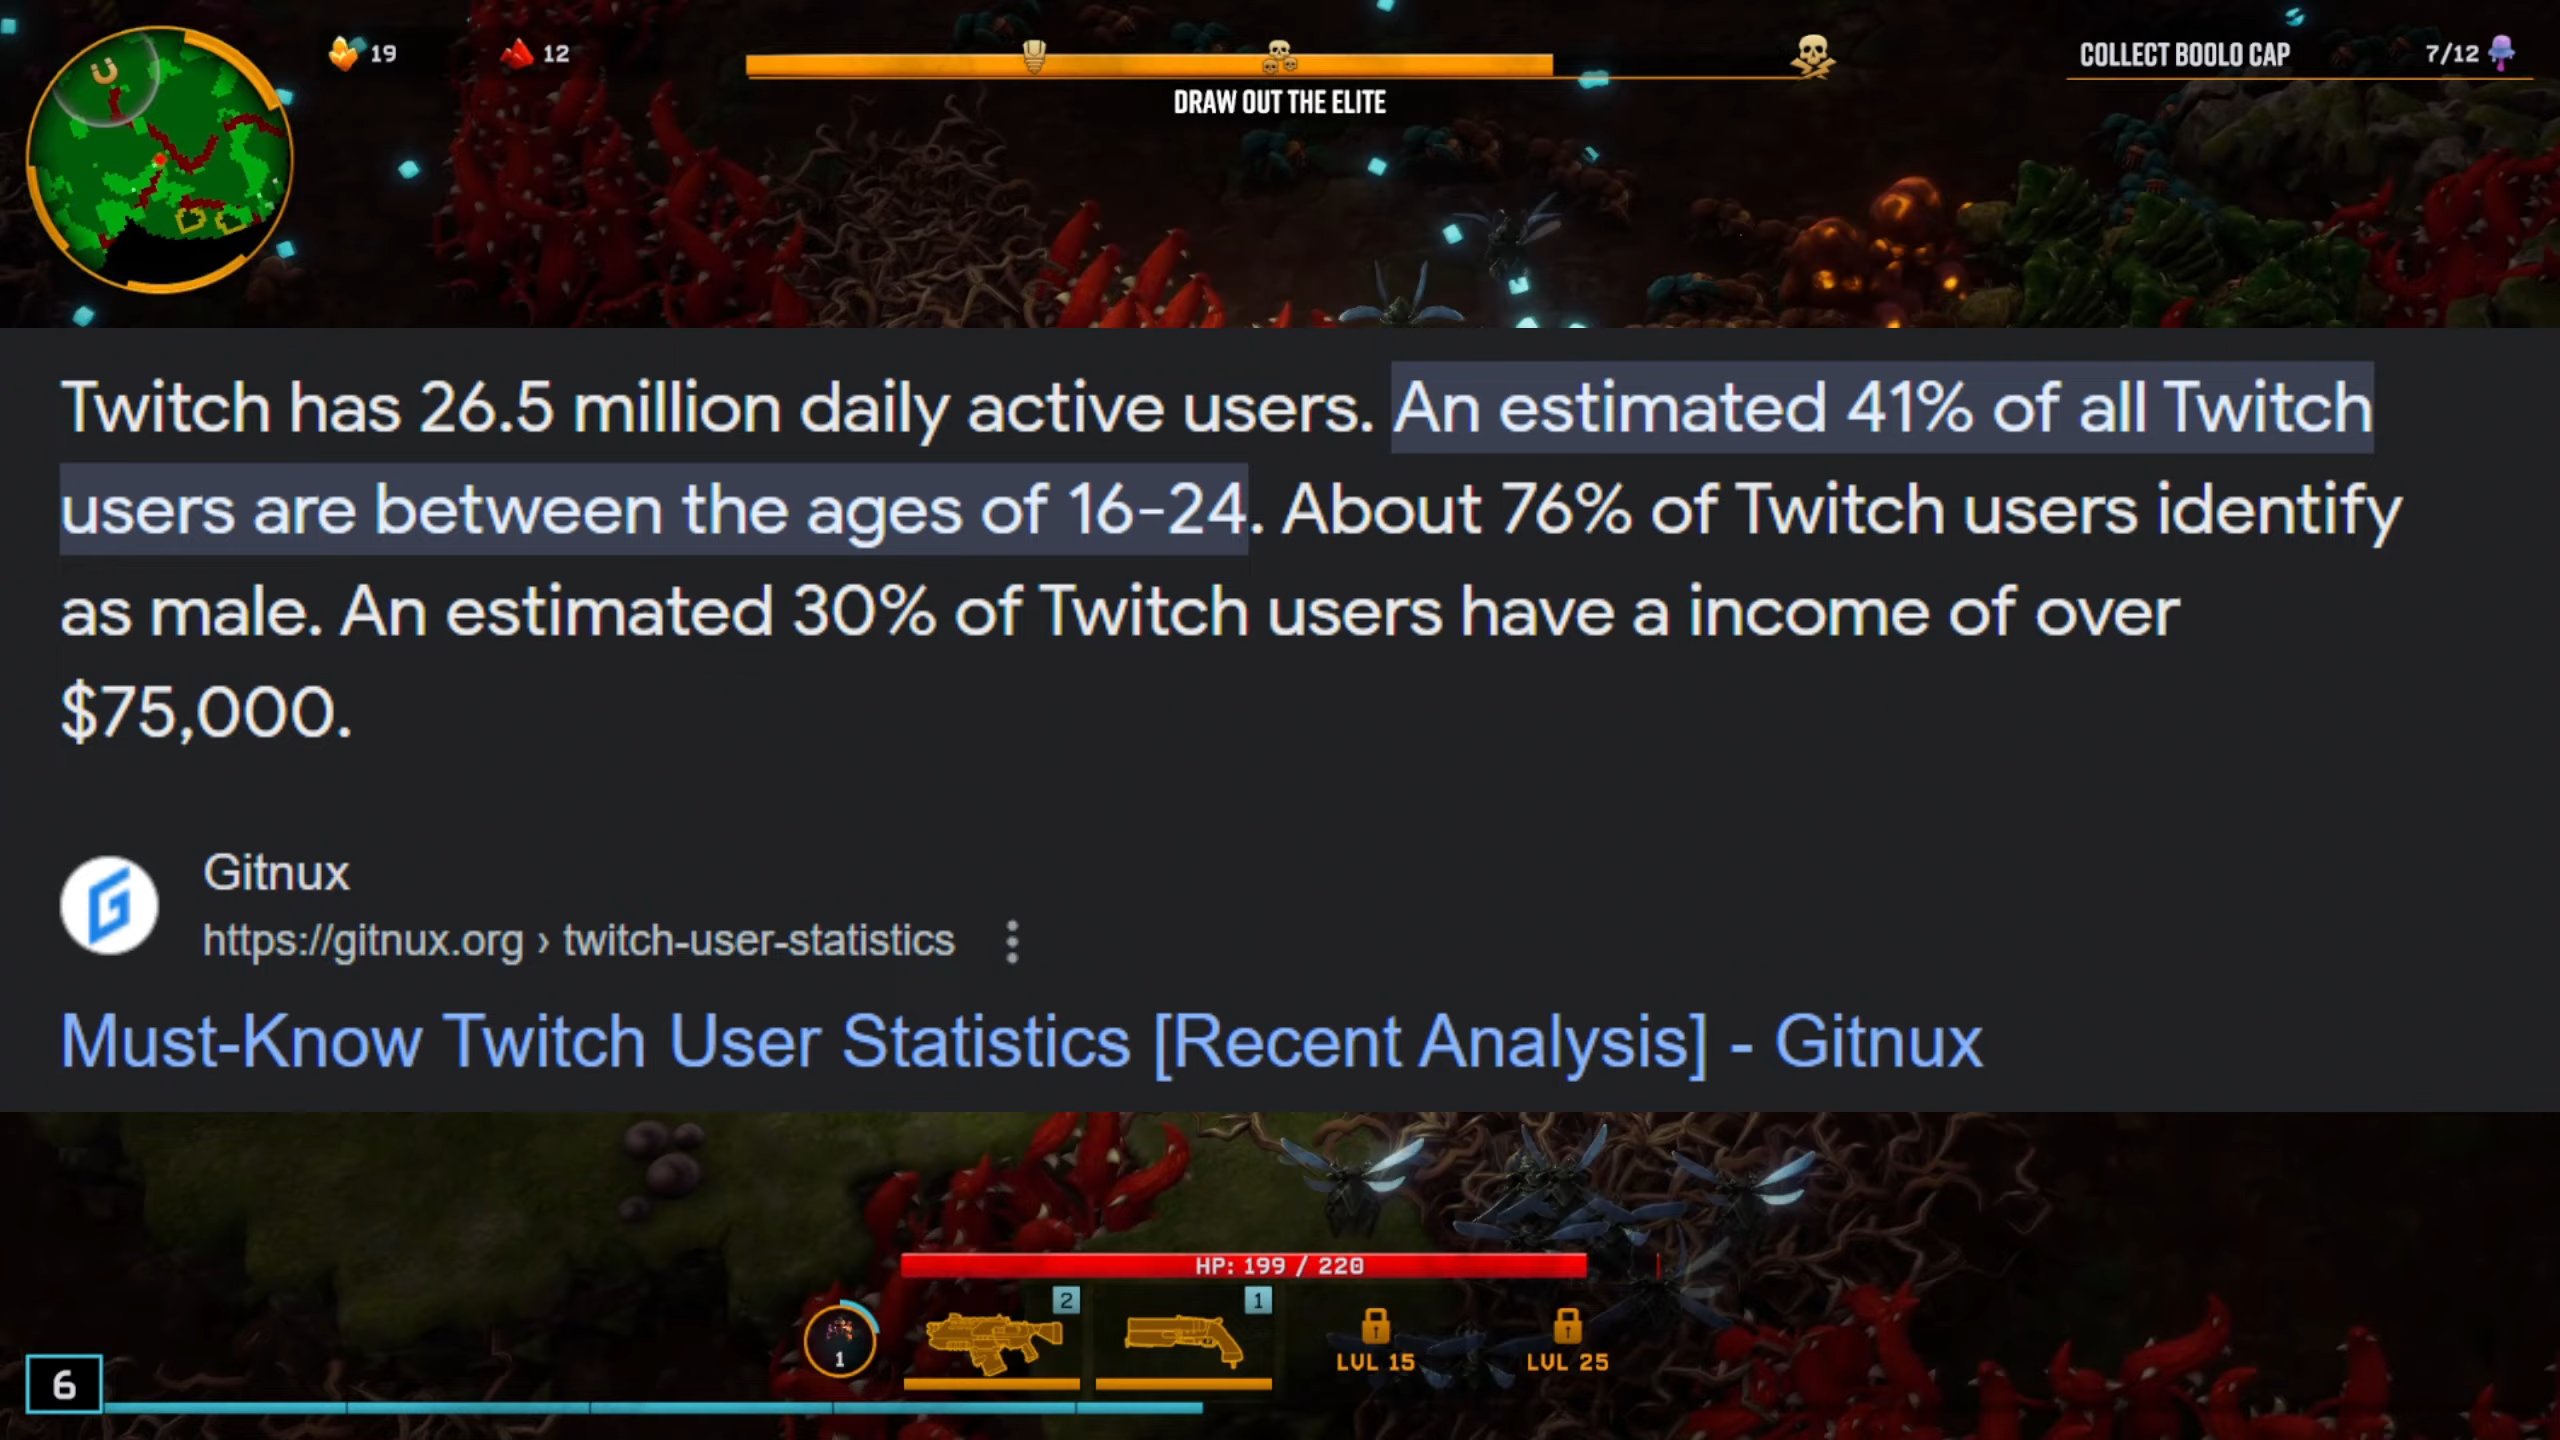 19
12
DRAW OUT THE ELITE
COLLECT BOOLO CAP
7/12
Twitch has 26.5 million daily active users. An estimated 41% of all Twitch
users are between the ages of 16-24. About 76% of Twitch users identify
as male. An estimated 30% of Twitch users have a income of over
$75,000.
Gitnux
https://gitnux.org › twitch-user-statistics
Must-Know Twitch User Statistics [Recent Analysis] - Gitnux
HP: 199 / 220
2
1
1
LVL 15
LVL 25
6